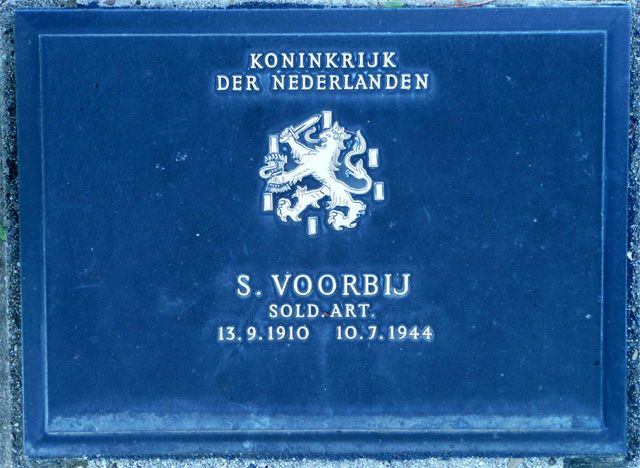 KONINKRIJK
DER NEDERLANDEN
S. VOORBIJ
SOLD. ART.
13.9.1910 10.7.1944